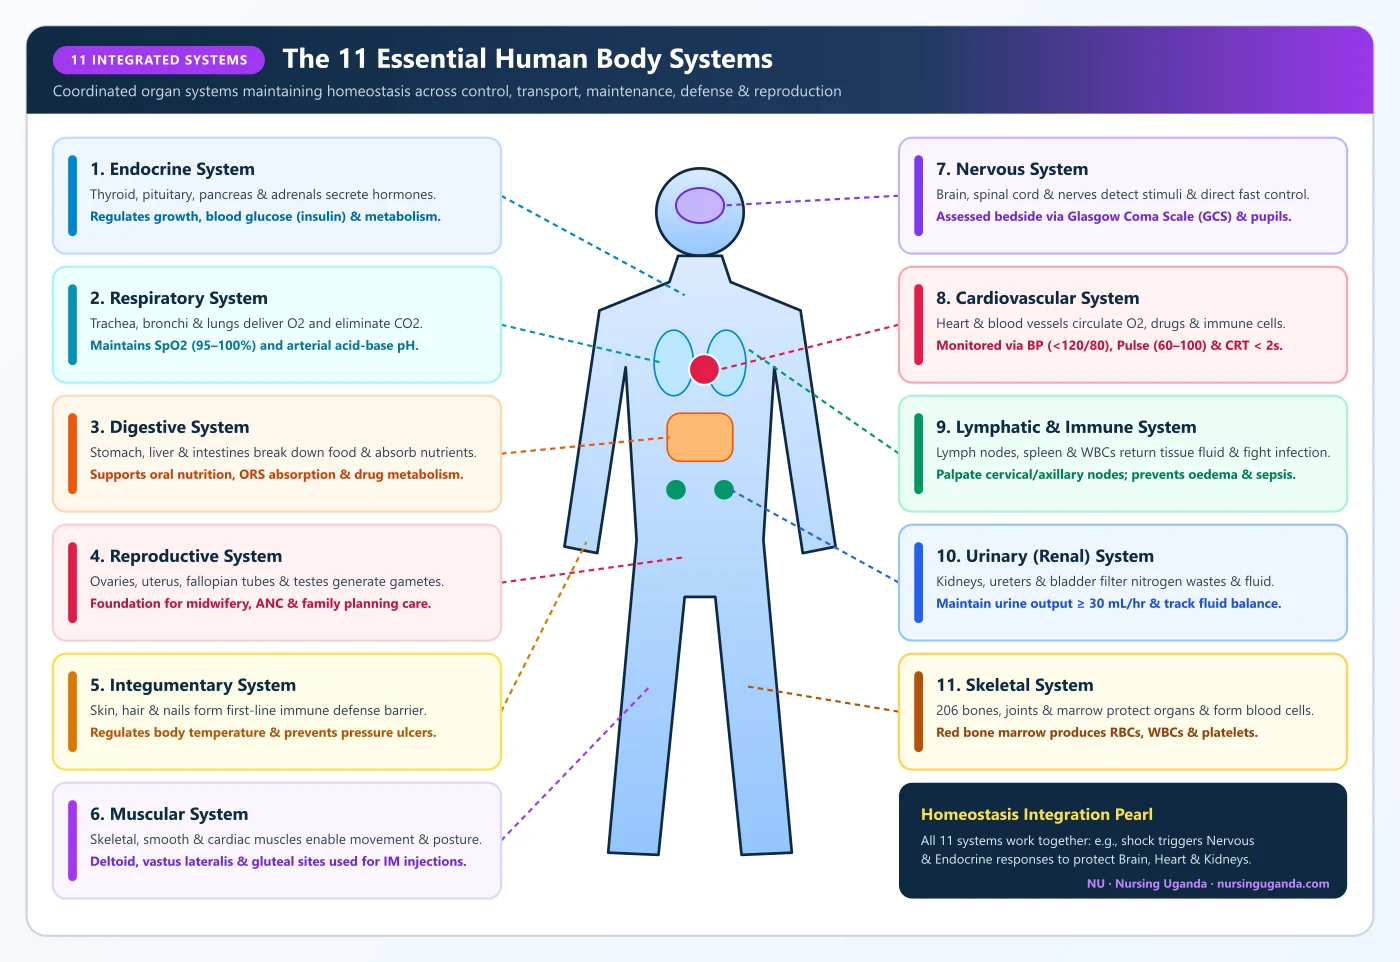 11 INTEGRATED SYSTEMS
The 11 Essential Human Body Systems
Coordinated organ systems maintaining homeostasis across control, transport, maintenance, defense & reproduction
1. Endocrine System
Thyroid, pituitary, pancreas & adrenals secrete hormones.
Regulates growth, blood glucose (insulin) & metabolism.
2. Respiratory System
Trachea, bronchi & lungs deliver O2 and eliminate CO2.
Maintains SpO2 (95–100%) and arterial acid-base pH.
3. Digestive System
Stomach, liver & intestines break down food & absorb nutrients.
Supports oral nutrition, ORS absorption & drug metabolism.
4. Reproductive System
Ovaries, uterus, fallopian tubes & testes generate gametes.
Foundation for midwifery, ANC & family planning care.
5. Integumentary System
Skin, hair & nails form first-line immune defense barrier.
Regulates body temperature & prevents pressure ulcers.
6. Muscular System
Skeletal, smooth & cardiac muscles enable movement & posture.
Deltoid, vastus lateralis & gluteal sites used for IM injections.
7. Nervous System
Brain, spinal cord & nerves detect stimuli & direct fast control.
Assessed bedside via Glasgow Coma Scale (GCS) & pupils.
8. Cardiovascular System
Heart & blood vessels circulate O2, drugs & immune cells.
Monitored via BP (<120/80), Pulse (60–100) & CRT < 2s.
9. Lymphatic & Immune System
Lymph nodes, spleen & WBCs return tissue fluid & fight infection.
Palpate cervical/axillary nodes; prevents oedema & sepsis.
10. Urinary (Renal) System
Kidneys, ureters & bladder filter nitrogen wastes & fluid.
Maintain urine output ≥ 30 mL/hr & track fluid balance.
11. Skeletal System
206 bones, joints & marrow protect organs & form blood cells.
Red bone marrow produces RBCs, WBCs & platelets.
Homeostasis Integration Pearl
All 11 systems work together: e.g., shock triggers Nervous
& Endocrine responses to protect Brain, Heart & Kidneys.
NU · Nursing Uganda · nursinguganda.com